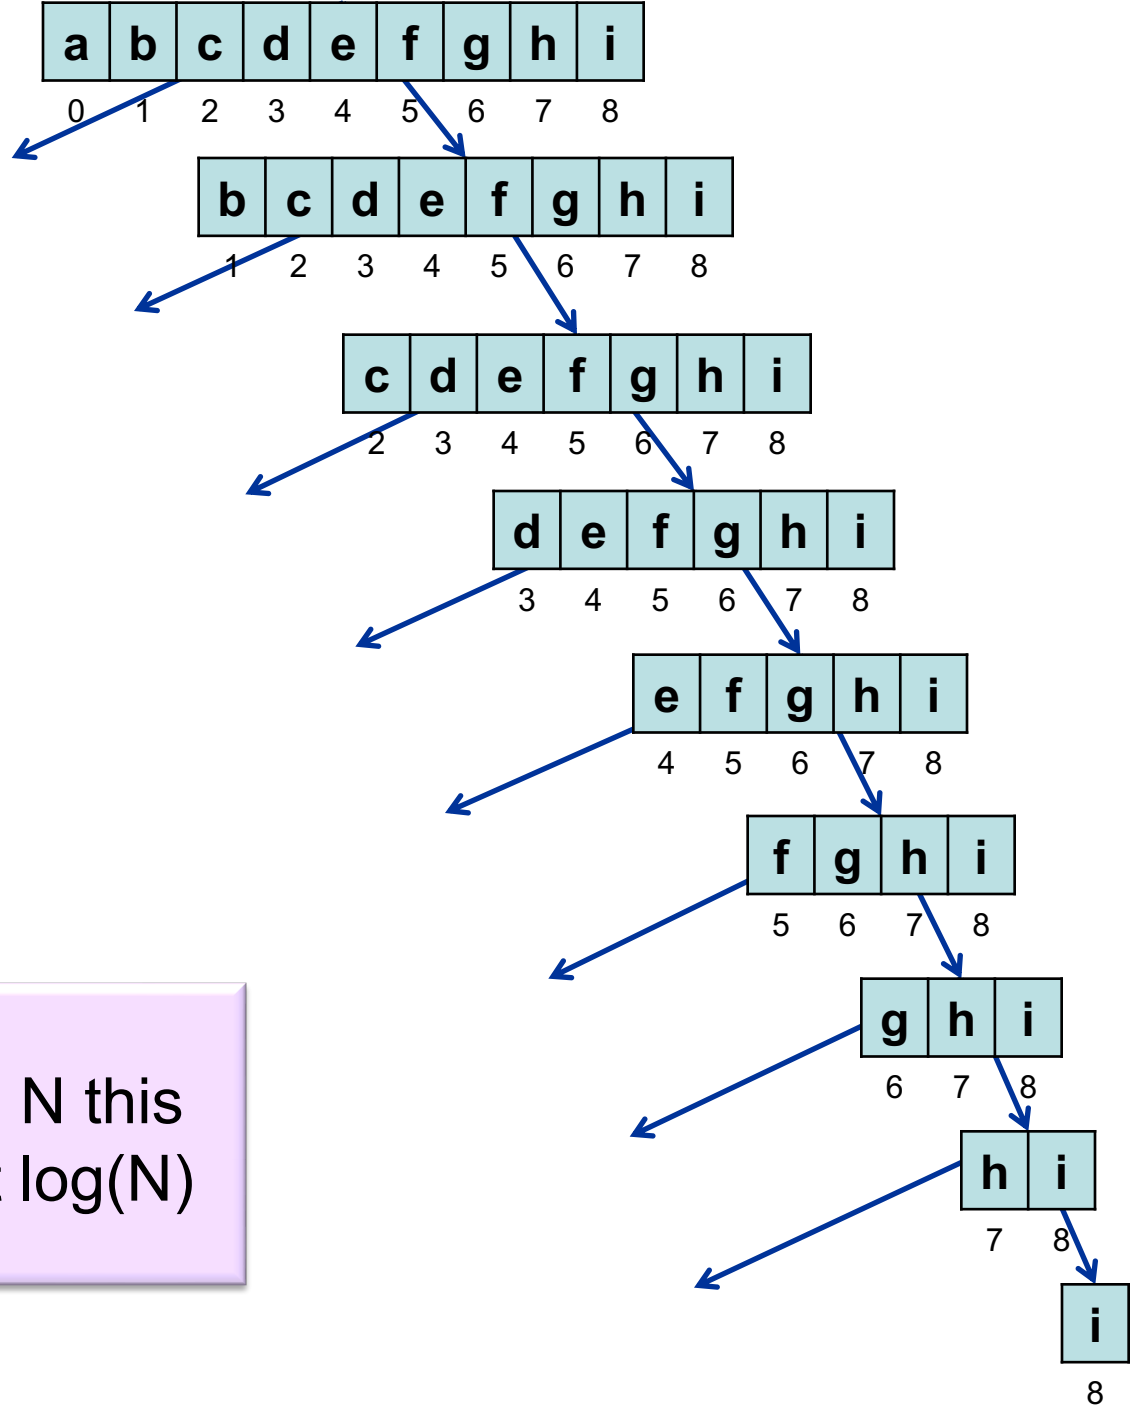 a b c d e f g h i
0 1 2 3 4 5 6 7 8
b c d e f g h i
1 2 3 4 5 6 7 8
c d e f g h i
2 3 4 5 6 7 8
d e f g h i
3 4 5 6 7 8
e f g h i
4 5 6 7 8
f g h i
5 6 7 8
g h i
6 7 8
N this
log(N)
h i
7 8
i
8